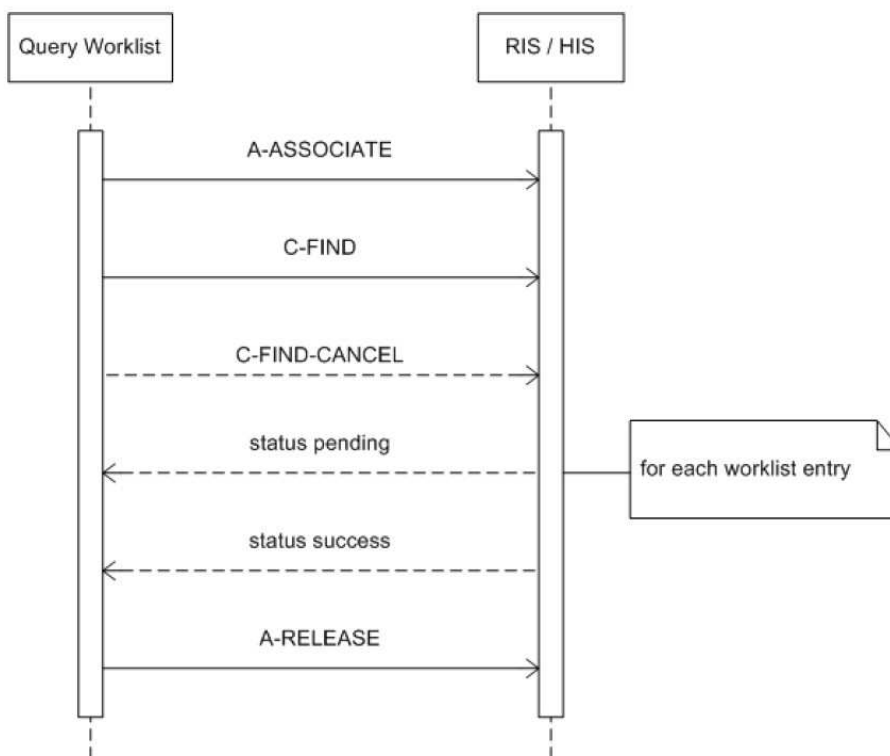 Query Worklist
RIS / HIS
A-ASSOCIATE
C-FIND
C-FIND-CANCEL
status pending
for each worklist entry
status success
A-RELEASE